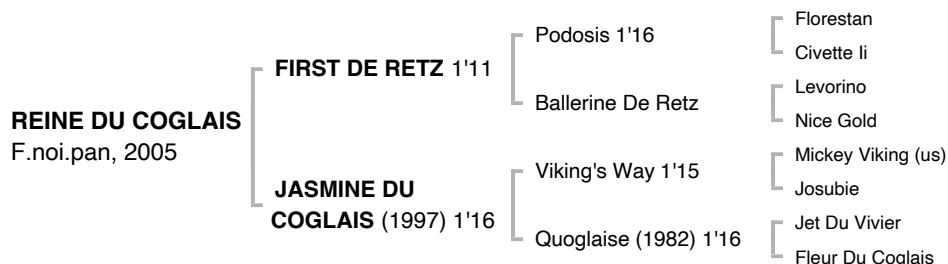 REINE DU COGLAIS
F.noi.pan, 2005
FIRST DE RETZ 1'11
JASMINE DU
COGLAIS (1997) 1'16
Podosis 1'16
Ballerine De Retz
Viking's Way 1'15
Quoglaise (1982) 1'16
Florestan
Civette Ii
Levorino
Nice Gold
Mickey Viking (us)
Josubie
Jet Du Vivier
Fleur Du Coglais